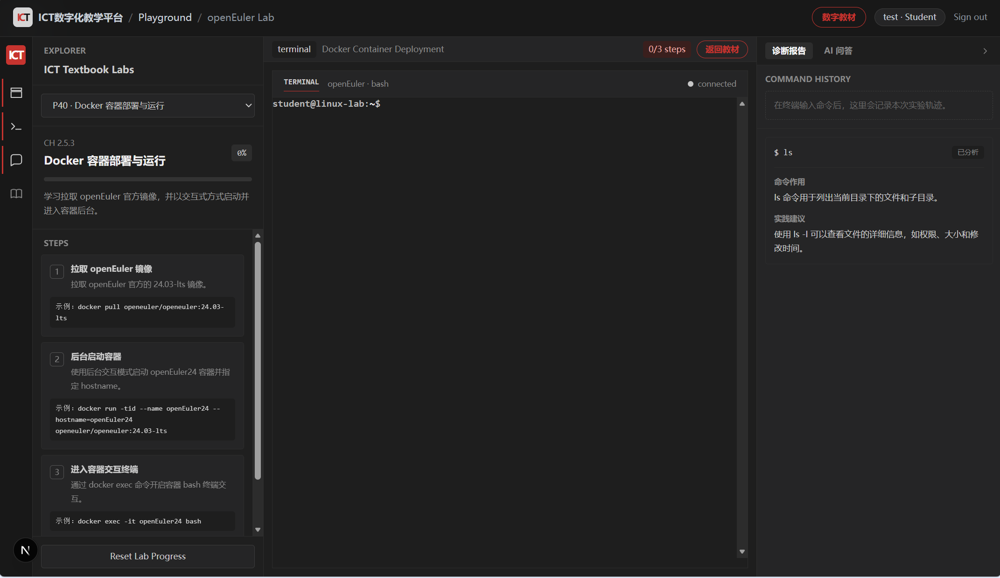 ICT ICT数字化教学平台 / Playground / openEuler Lab
数字教材
test · Student
Sign out
ICT
EXPLORER
ICT Textbook Labs
P40 · Docker 容器部署与运行
CH 2.5.3
Docker 容器部署与运行
0%
学习拉取 openEuler 官方镜像，并以交互式方式启动并
进入容器后台。
STEPS
1
拉取 openEuler 镜像
拉取 openEuler 官方的 24.03-lts 镜像。
示例：docker pull openeuler/openeuler:24.03-
lts
2
后台启动容器
使用后台交互模式启动 openEuler24 容器并指
定 hostname。
示例：docker run -tid --name openEuler24 --
hostname=openEuler24
openeuler/openeuler:24.03-lts
3
进入容器交互终端
通过 docker exec 命令开启容器 bash 终端交
互。
示例：docker exec -it openEuler24 bash
N
Reset Lab Progress
terminal
Docker Container Deployment
0/3 steps
返回教材
TERMINAL
openEuler · bash
connected
student@linux-lab:~$
诊断报告
AI 问答
COMMAND HISTORY
在终端输入命令后，这里会记录本次实验轨迹。
$ ls
已分析
命令作用
ls 命令用于列出当前目录下的文件和子目录。
实践建议
使用 ls -l 可以查看文件的详细信息，如权限、大小和修
改时间。